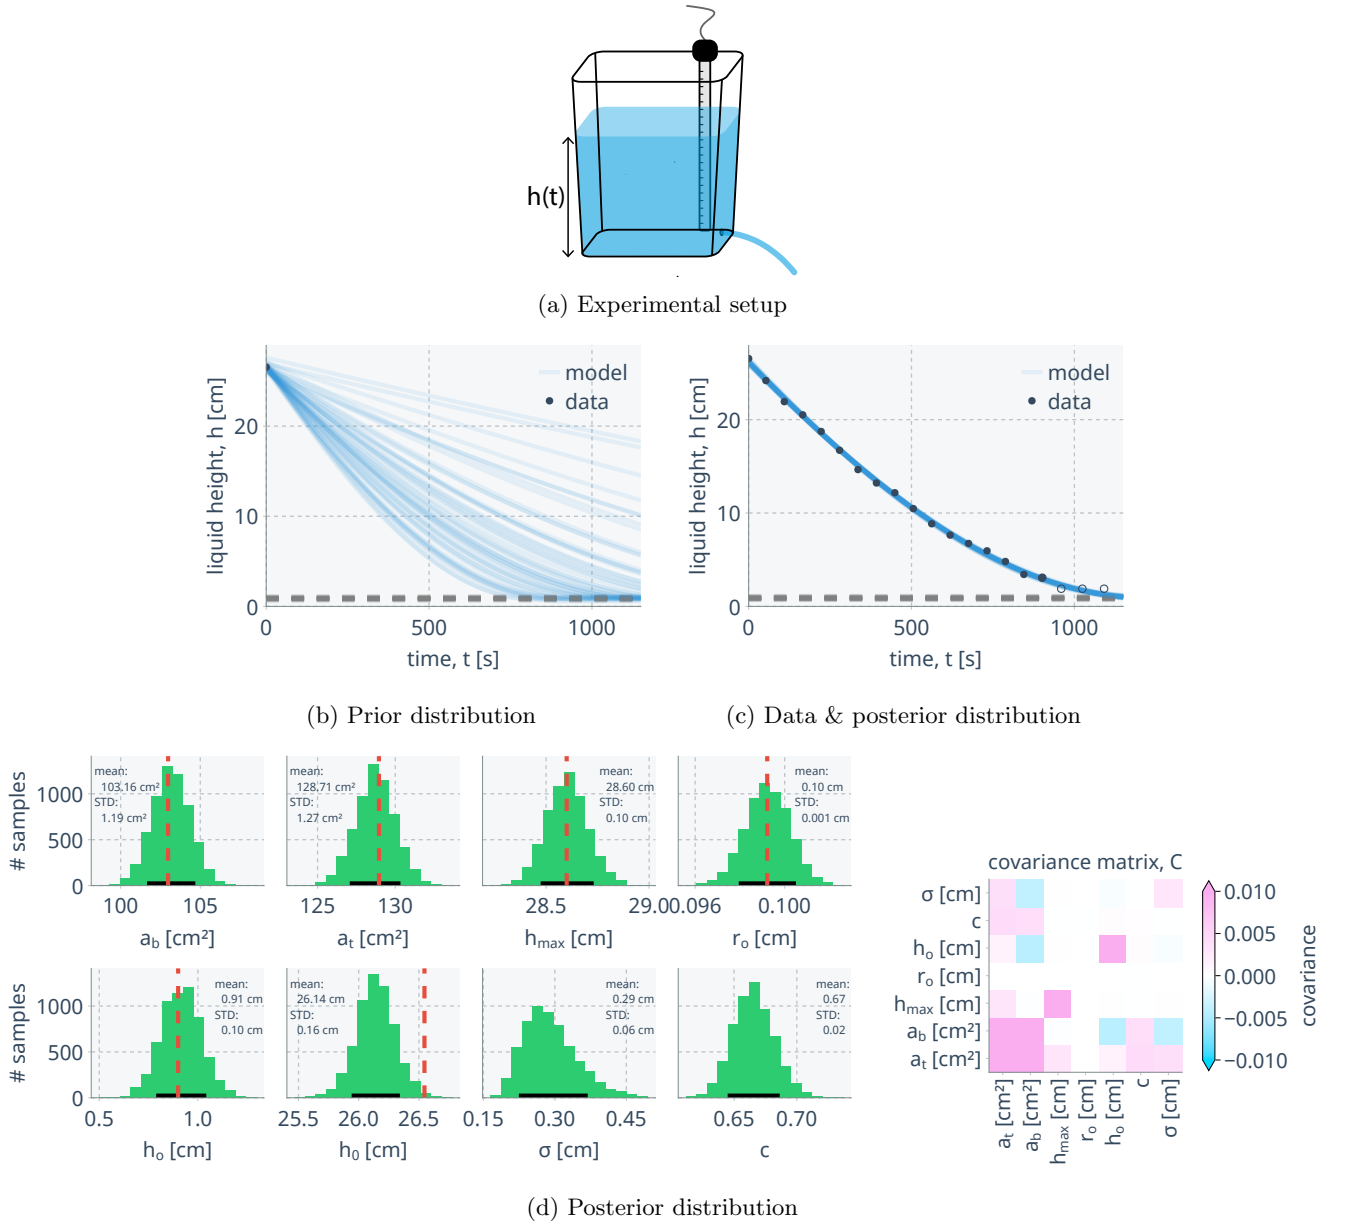 h(t)
(a) Experimental setup
liquid height, h [cm]
20
10
0
0 500 1000
time, t [s]
model
data
(b) Prior distribution
liquid height, h [cm]
20
10
0
0 500 1000
time, t [s]
model
data
(c) Data & posterior distribution
# samples
1000
500
0
mean:
103.16 cm²
STD:
1.19 cm²
100 105
a_b [cm²]
mean:
128.71 cm²
STD:
1.27 cm²
125 130
a_t [cm²]
mean:
28.60 cm
STD:
0.10 cm
28.5 29.0
h_max [cm]
mean:
0.10 cm
STD:
0.001 cm
0.096 0.100
r_o [cm]
# samples
1000
500
0
mean:
0.91 cm
STD:
0.10 cm
0.5 1.0
h_o [cm]
mean:
26.14 cm
STD:
0.16 cm
25.5 26.0 26.5
h_0 [cm]
mean:
0.29 cm
STD:
0.06 cm
0.15 0.30 0.45
σ [cm]
mean:
0.67
STD:
0.02
0.65 0.70
c
covariance matrix, C
σ [cm]
c
h_o [cm]
r_o [cm]
h_max [cm]
a_b [cm²]
a_t [cm²]
a_t [cm²]
a_b [cm²]
h_max [cm]
r_o [cm]
h_o [cm]
c
σ [cm]
0.010
0.005
0.000
−0.005
−0.010
covariance
(d) Posterior distribution